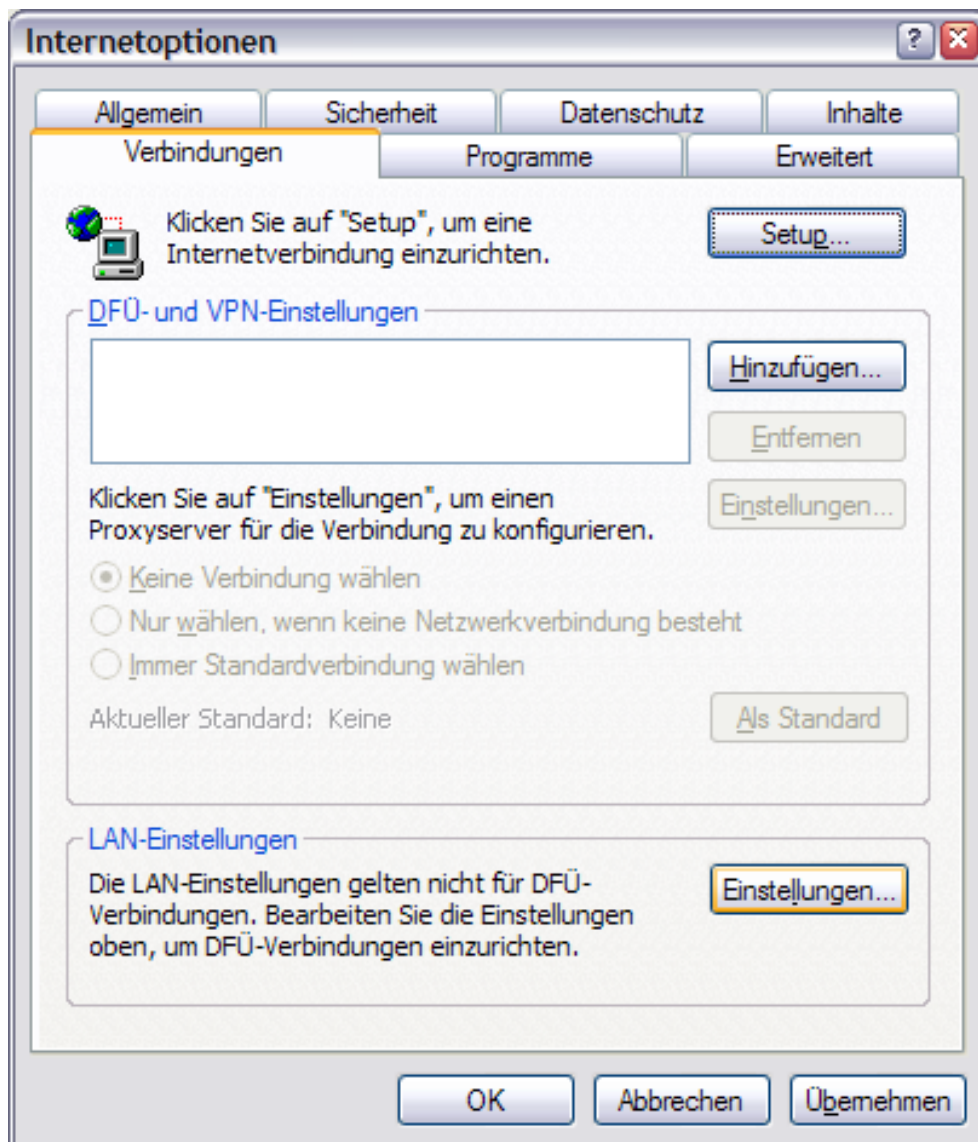 Internetoptionen
Allgemein Sicherheit Datenschutz Inhalte
Verbindungen Programme Erweitert
Klicken Sie auf "Setup", um eine
Internetverbindung einzurichten.
Setup...
DFÜ- und VPN-Einstellungen
Hinzufügen...
Entfernen
Klicken Sie auf "Einstellungen", um einen
Proxyserver für die Verbindung zu konfigurieren.
Einstellungen...
Keine Verbindung wählen
Nur wählen, wenn keine Netzwerkverbindung besteht
Immer Standardverbindung wählen
Aktueller Standard: Keine
Als Standard
LAN-Einstellungen
Die LAN-Einstellungen gelten nicht für DFÜ-
Verbindungen. Bearbeiten Sie die Einstellungen
oben, um DFÜ-Verbindungen einzurichten.
Einstellungen...
OK Abbrechen Übernehmen